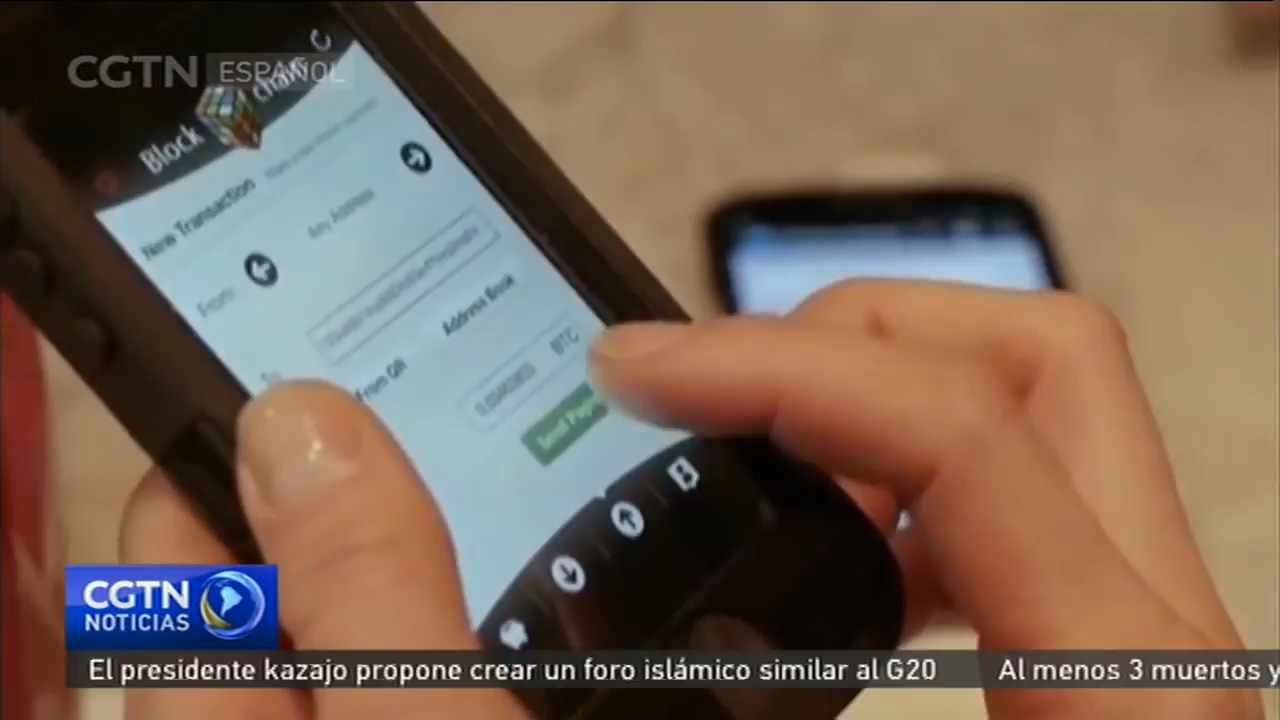 CGTN ESPAÑOL
Block chain
New Transaction
Any Address
From
To
Address Book
From QR
BTC
Send
CGTN
NOTICIAS
El presidente kazajo propone crear un foro islámico similar al G20
Al menos 3 muertos y